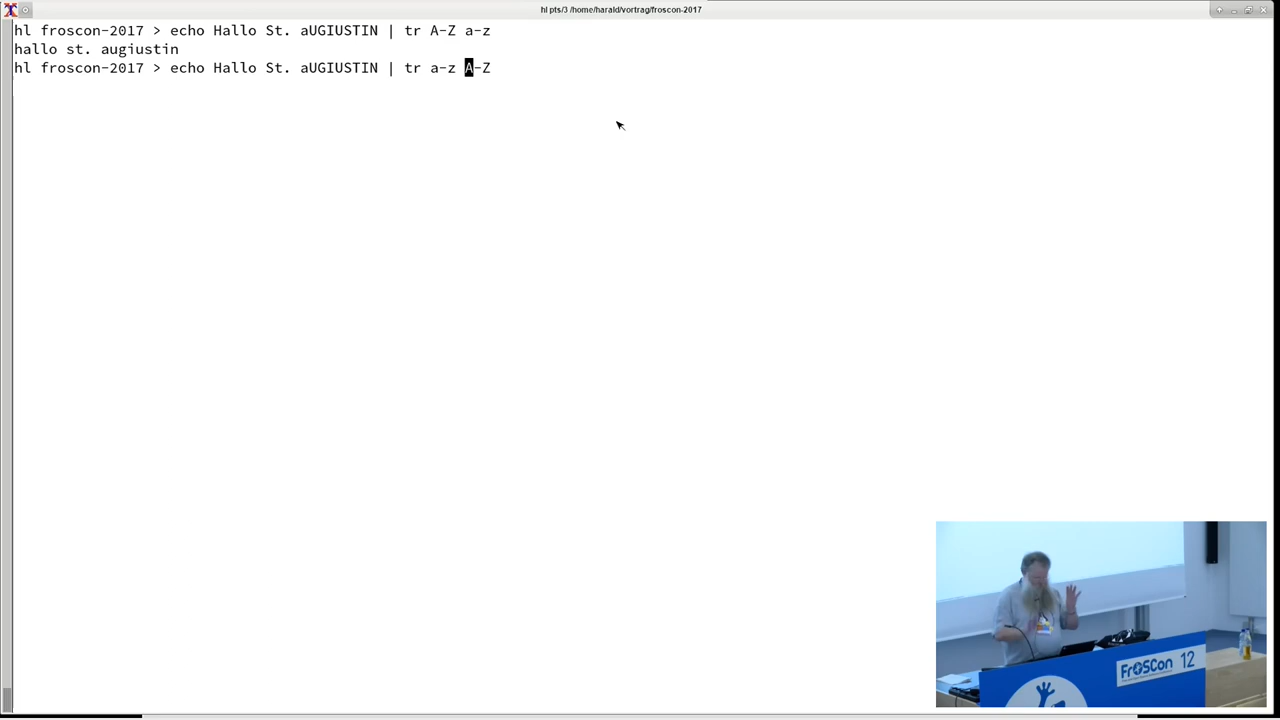 hl pts/3 /home/harald/vortrag/froscon-2017
hl froscon-2017 > echo Hallo St. aUGIUSTIN | tr A-Z a-z
hallo st. augiustin
hl froscon-2017 > echo Hallo St. aUGIUSTIN | tr a-z A-Z
FrOSCon 12